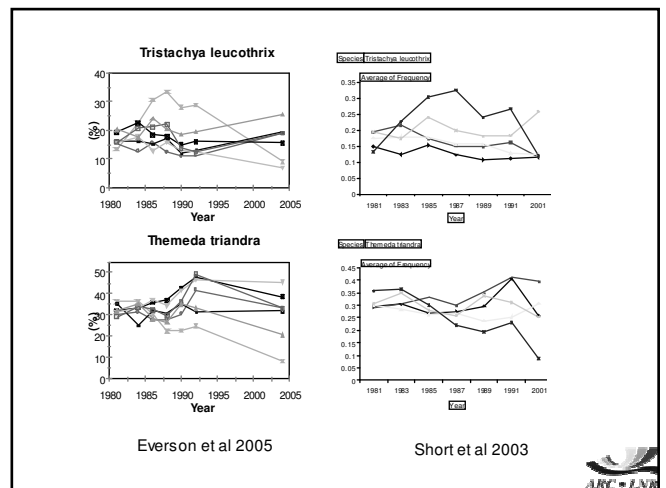 Tristachya leucothrix
40
30
20
10
0
(%)
1980 1985 1990 1995 2000 2005
Year
Species Tristachya leucothrix
Average of Frequency
0.35
0.3
0.25
0.2
0.15
0.1
0.05
0
1981 1983 1985 1987 1989 1991 2001
Year
Themeda triandra
50
40
30
20
10
0
(%)
1980 1985 1990 1995 2000 2005
Year
Species Themeda triandra
Average of Frequency
0.45
0.4
0.35
0.3
0.25
0.2
0.15
0.1
0.05
0
1981 1983 1985 1987 1989 1991 2001
Year
Everson et al 2005
Short et al 2003
ARC • LNR